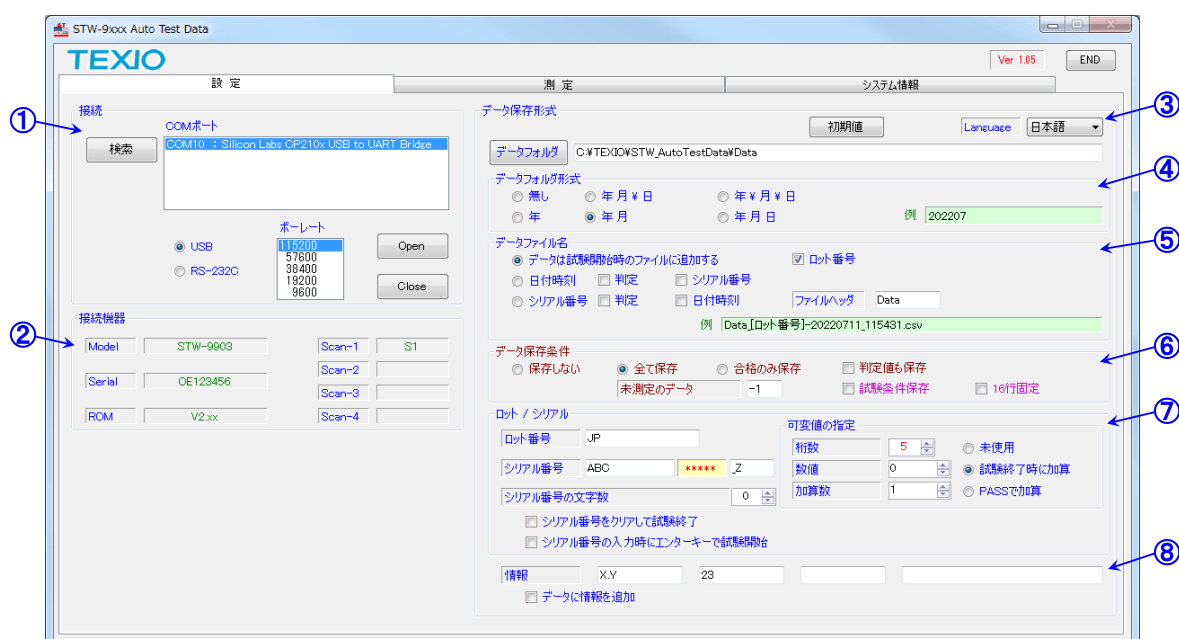 STW-9xxx Auto Test Data
TEXIO
Ver 1.05
END
設 定
測 定
システム情報
①
接続
COMポート
検索
COM10 : Silicon Labs CP210x USB to UART Bridge
USB
RS-232C
ボーレート
115200
57600
38400
19200
9600
Open
Close
②
接続機器
Model STW-9903 Scan-1 S1
Scan-2
Serial OE123456
Scan-3
ROM V2.xx Scan-4
③
データ保存形式
初期値 Language 日本語
データフォルダ C:¥TEXIO¥STW_AutoTestData¥Data
④
データフォルダ形式
無し 年月¥日 年¥月¥日
年 年月 年月日 例 202207
⑤
データファイル名
データは試験開始時のファイルに追加する ロット番号
日付時刻 判定 シリアル番号
シリアル番号 判定 日付時刻 ファイルヘッダ Data
例 Data_[ロット番号]-20220711_115431.csv
⑥
データ保存条件
保存しない 全て保存 合格のみ保存 判定値も保存
未測定のデータ -1 試験条件保存 16行固定
⑦
ロット / シリアル
ロット番号 JP
シリアル番号 ABC ***** _Z
シリアル番号の文字数 0
シリアル番号をクリアして試験終了
シリアル番号の入力時にエンターキーで試験開始
可変値の指定
桁数 5 未使用
数値 0 試験終了時に加算
加算数 1 PASSで加算
⑧
情報 X.Y 23
データに情報を追加